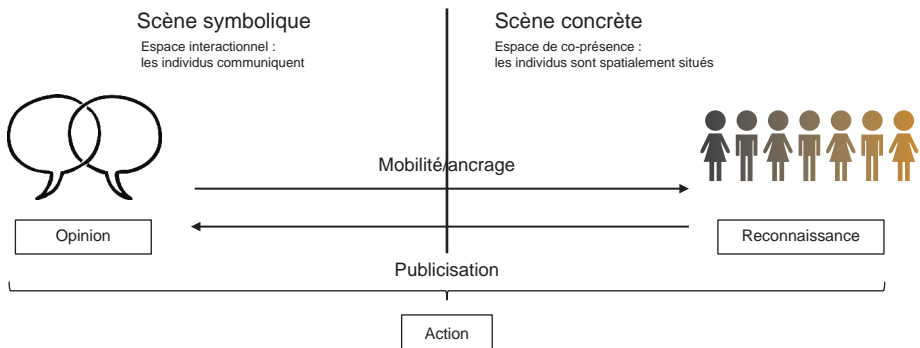 Scène symbolique
Espace interactionnel :
les individus communiquent
Scène concrète
Espace de co-présence :
les individus sont spatialement situés
Mobilité/ancrage
Opinion
Reconnaissance
Publicisation
Action